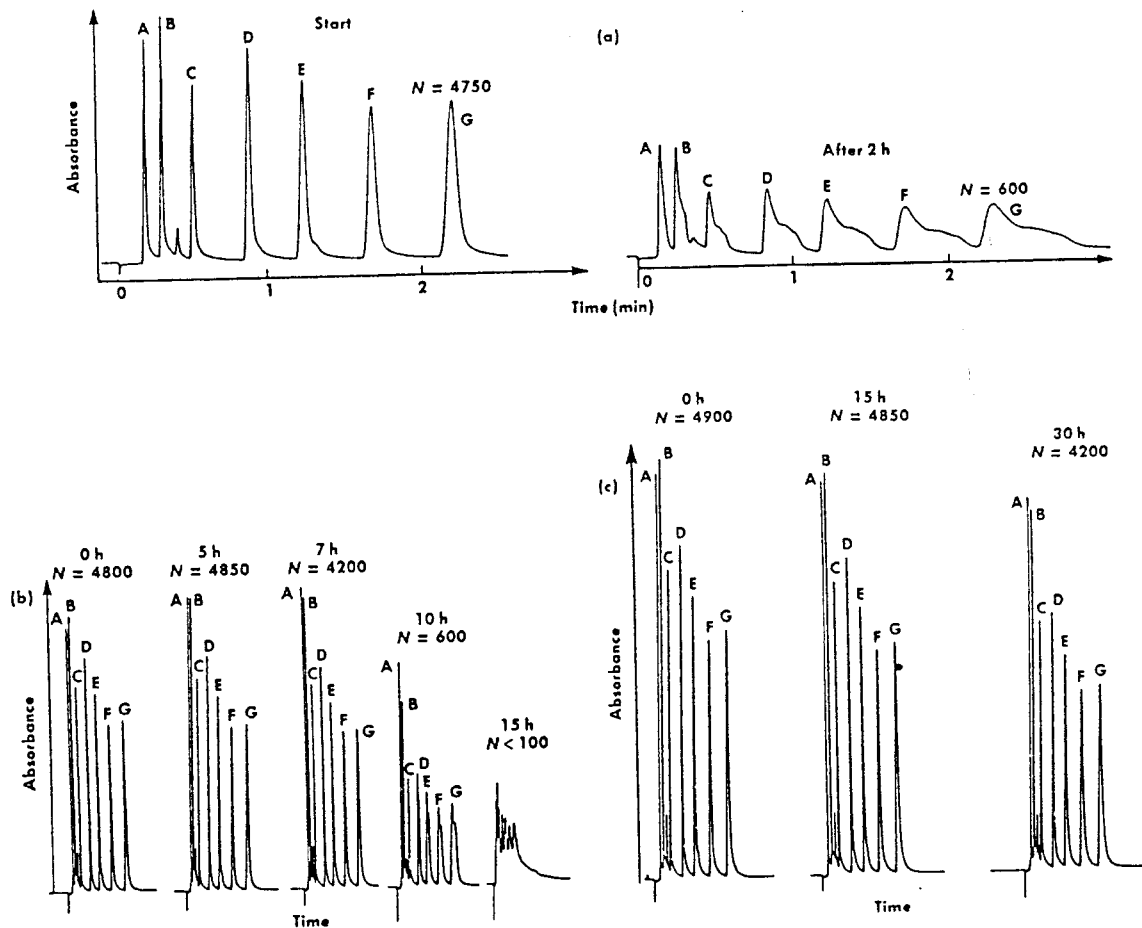 Start
(a)
A B C D E F G
N = 4750
Absorbance
0 1 2
After 2 h
A B C D E F G
N = 600
0 1 2
Time (min)
(b)
0 h
N = 4800
A B C D E F G
5 h
N = 4850
A B C D E F G
7 h
N = 4200
A B C D E F G
10 h
N = 600
A B C D E F G
15 h
N < 100
Absorbance
Time
(c)
0 h
N = 4900
A B C D E F G
15 h
N = 4850
A B C D E F G
30 h
N = 4200
A B C D E F G
Absorbance
Time